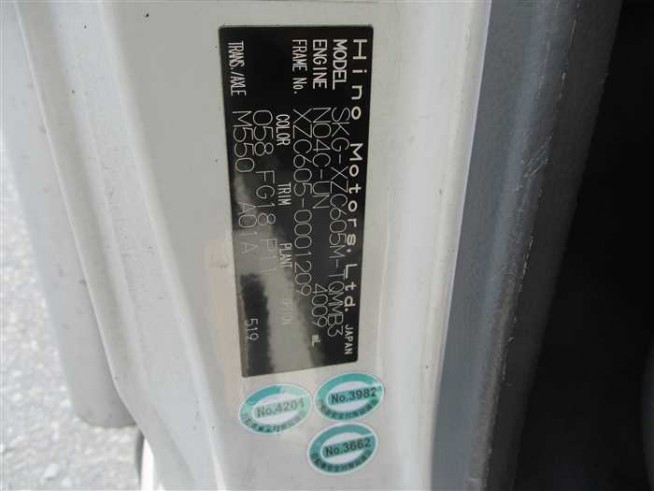 Hino Motors, Ltd. JAPAN
MODEL SKG-XZC605M-TQMMB3
ENGINE N04C-UN 4009 mL
FRAME No. XZC605-0001209
COLOR TRIM PLANT OPTION
058 FG18 P11
TRANS./AXLE M550 A01A
519
No.4201
No.3982
No.3662